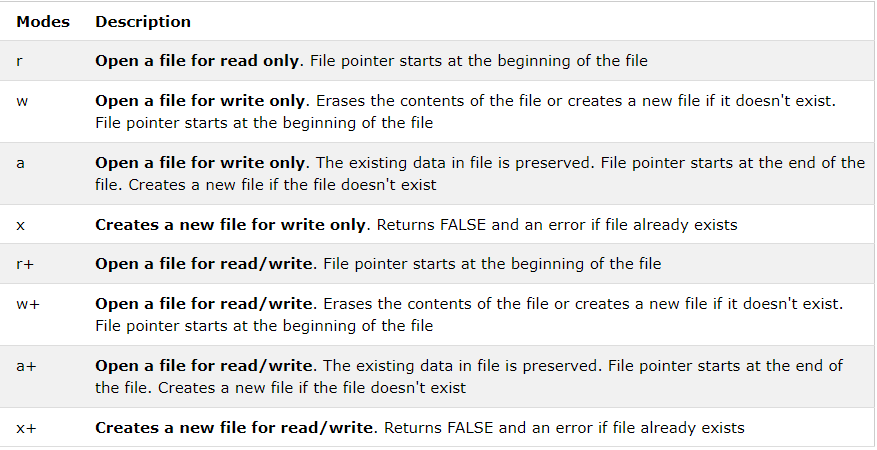 Modes Description
r Open a file for read only. File pointer starts at the beginning of the file
w Open a file for write only. Erases the contents of the file or creates a new file if it doesn't exist.
File pointer starts at the beginning of the file
a Open a file for write only. The existing data in file is preserved. File pointer starts at the end of the
file. Creates a new file if the file doesn't exist
x Creates a new file for write only. Returns FALSE and an error if file already exists
r+ Open a file for read/write. File pointer starts at the beginning of the file
w+ Open a file for read/write. Erases the contents of the file or creates a new file if it doesn't exist.
File pointer starts at the beginning of the file
a+ Open a file for read/write. The existing data in file is preserved. File pointer starts at the end of
the file. Creates a new file if the file doesn't exist
x+ Creates a new file for read/write. Returns FALSE and an error if file already exists